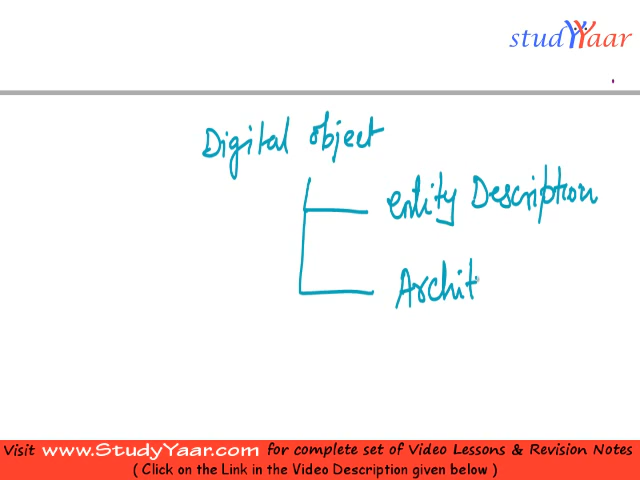 studYYaar
Digital object
entity Description
Archit
Visit www.StudyYaar.com for complete set of Video Lessons & Revision Notes
( Click on the Link in the Video Description given below )